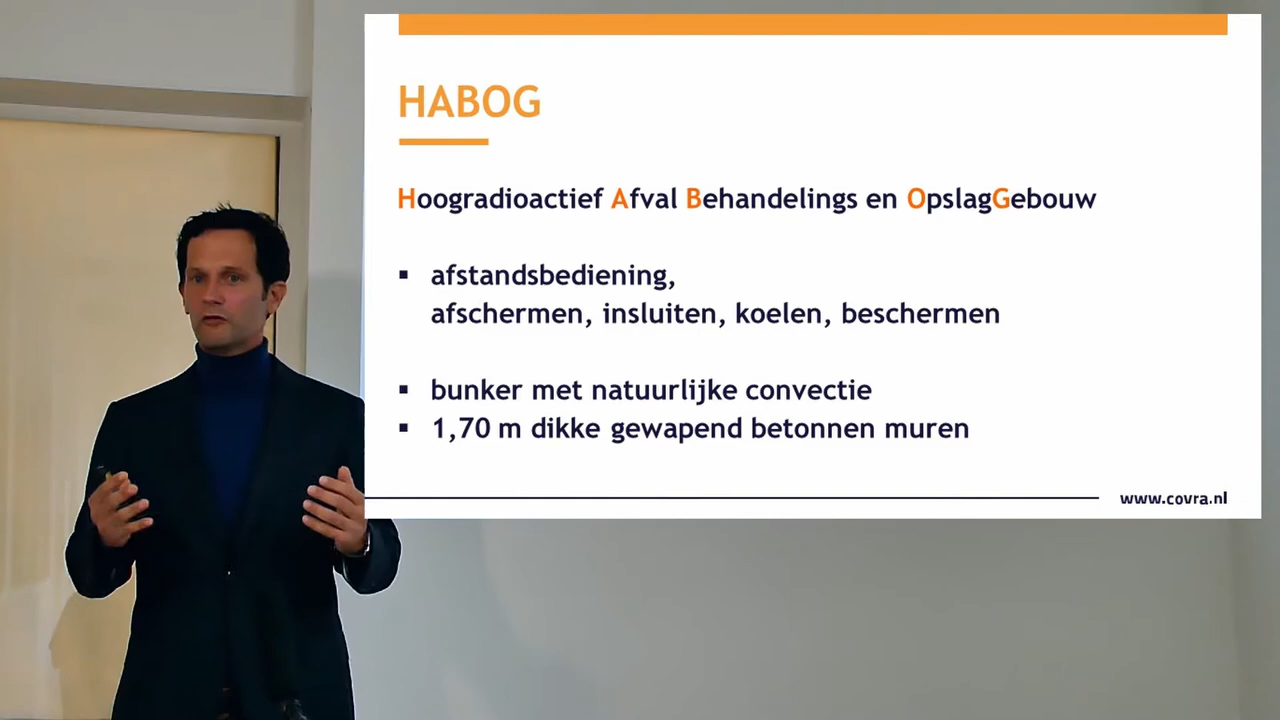 HABOG
Hoogradioactief Afval Behandelings en OpslagGebouw
▪ afstandsbediening,
afschermen, insluiten, koelen, beschermen
▪ bunker met natuurlijke convectie
▪ 1,70 m dikke gewapend betonnen muren
www.covra.nl